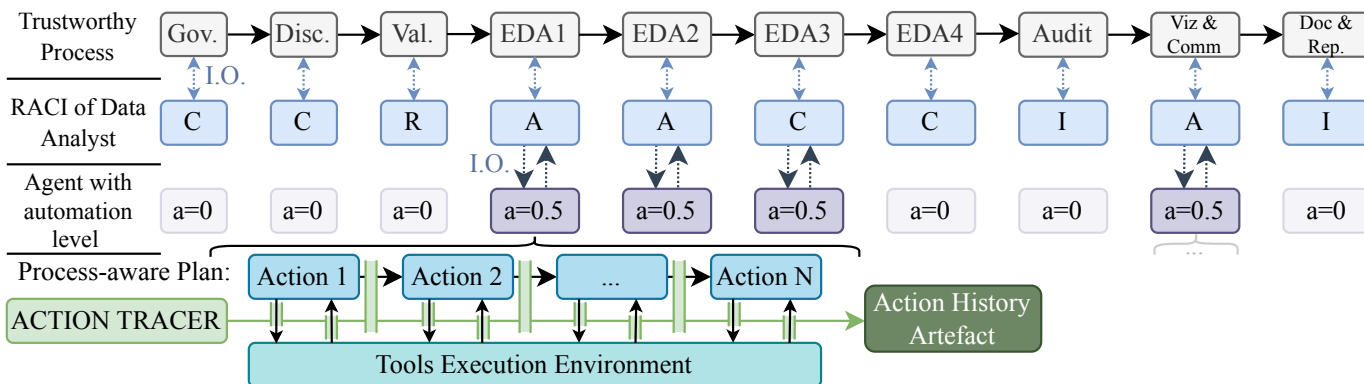 Trustworthy
Process
Gov.
Disc.
Val.
EDA1
EDA2
EDA3
EDA4
Audit
Viz &
Comm
Doc &
Rep.
I.O.
RACI of Data
Analyst
C
C
R
A
A
C
C
I
A
I
I.O.
Agent with
automation
level
a=0
a=0
a=0
a=0.5
a=0.5
a=0.5
a=0
a=0
a=0.5
a=0
...
Process-aware Plan:
Action 1
Action 2
...
Action N
ACTION TRACER
Action History
Artefact
Tools Execution Environment